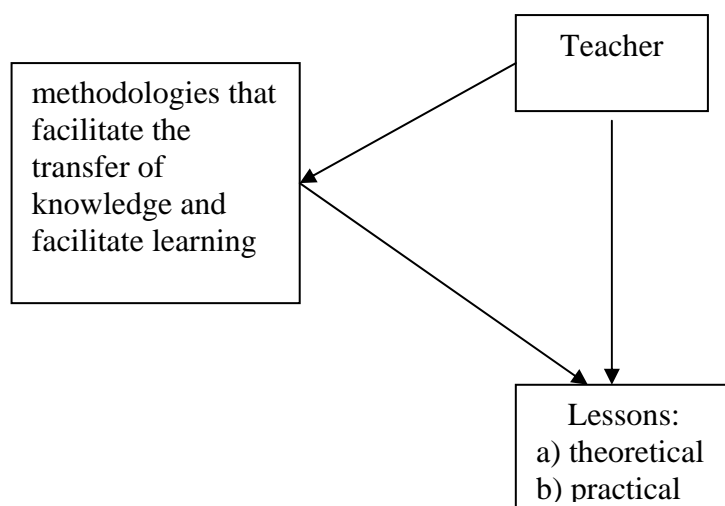 Teacher
methodologies that
facilitate the
transfer of
knowledge and
facilitate learning
Lessons:
a) theoretical
b) practical